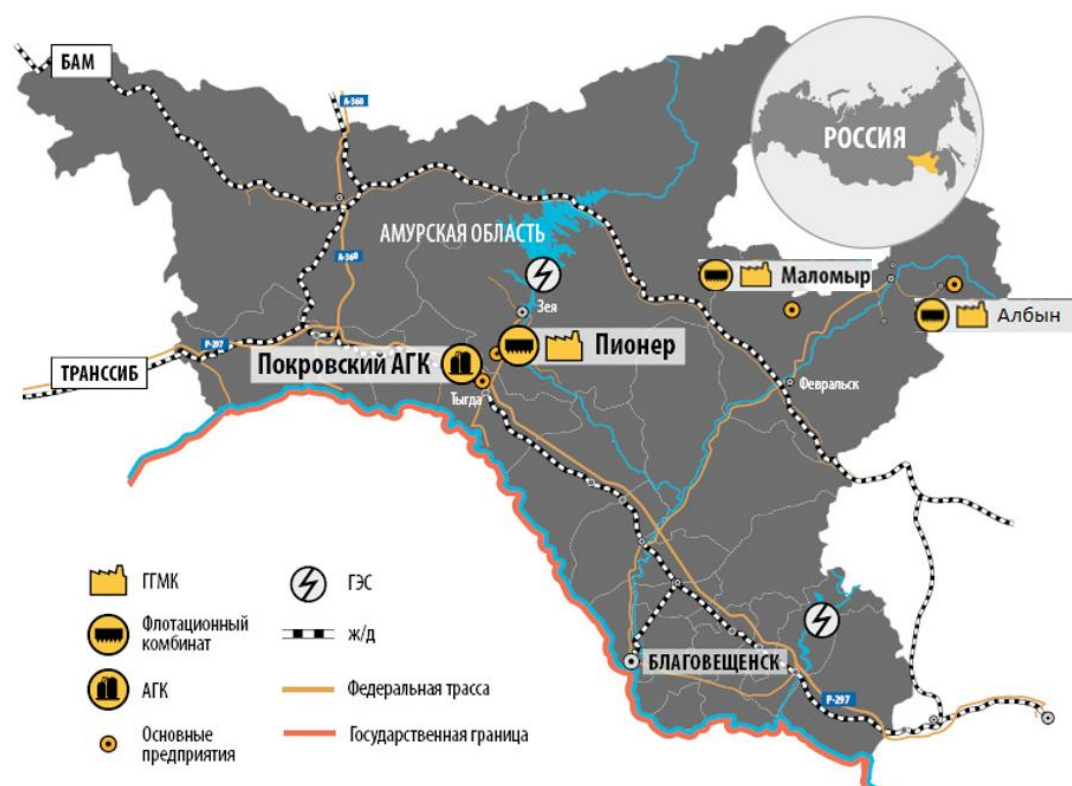 БАМ
А-360
РОССИЯ
АМУРСКАЯ ОБЛАСТЬ
А-360
Маломыр
Албын
Зея
Р-297
Пионер
Покровский АГК
ТРАНССИБ
Тыгда
Февральск
ГГМК
ГЭС
Флотационный
комбинат
ж/д
БЛАГОВЕЩЕНСК
АГК
Федеральная трасса
Р-297
Основные
предприятия
Государственная граница